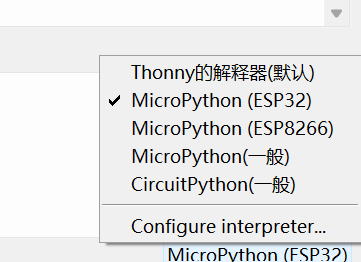 Thonny的解释器(默认)
MicroPython (ESP32)
MicroPython (ESP8266)
MicroPython(一般)
CircuitPython(一般)
Configure interpreter...
MicroPython (ESP32)